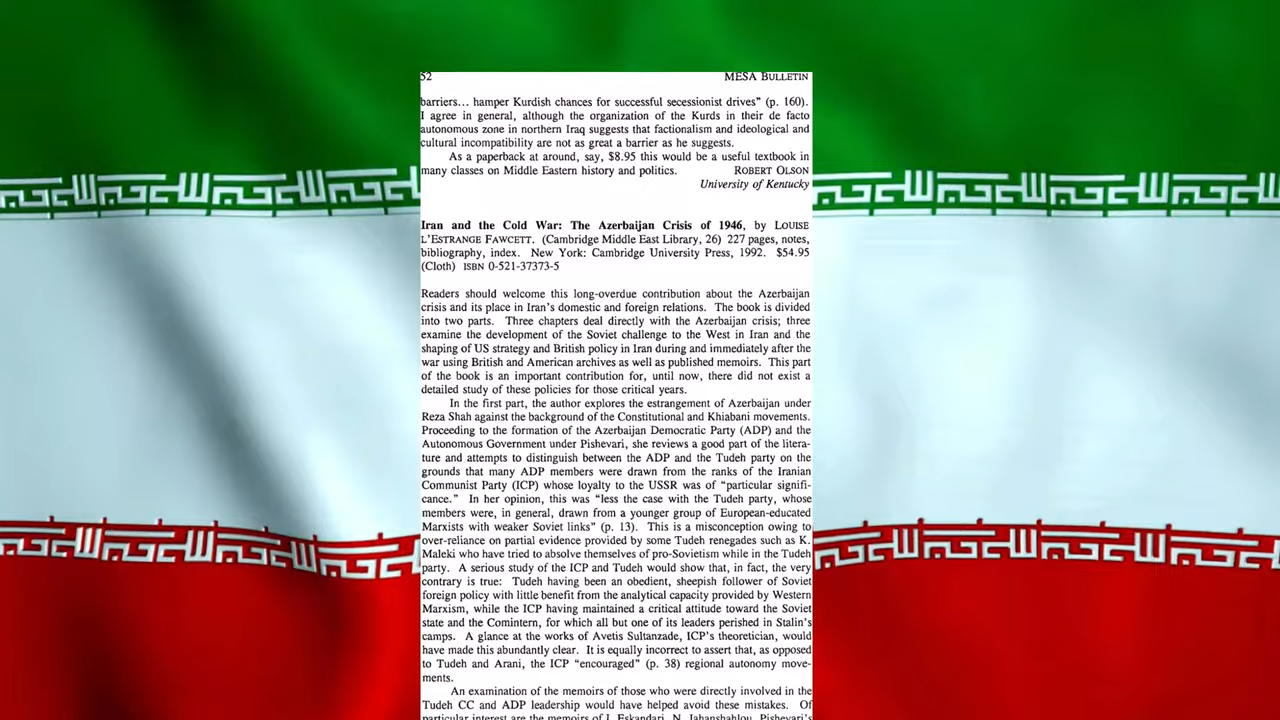 52 MESA BULLETIN
barriers... hamper Kurdish chances for successful secessionist drives" (p. 160).
I agree in general, although the organization of the Kurds in their de facto
autonomous zone in northern Iraq suggests that factionalism and ideological and
cultural incompatibility are not as great a barrier as he suggests.
As a paperback at around, say, $8.95 this would be a useful textbook in
many classes on Middle Eastern history and politics. ROBERT OLSON
University of Kentucky
Iran and the Cold War: The Azerbaijan Crisis of 1946, by LOUISE
L'ESTRANGE FAWCETT. (Cambridge Middle East Library, 26) 227 pages, notes,
bibliography, index. New York: Cambridge University Press, 1992. $54.95
(Cloth) ISBN 0-521-37373-5
Readers should welcome this long-overdue contribution about the Azerbaijan
crisis and its place in Iran's domestic and foreign relations. The book is divided
into two parts. Three chapters deal directly with the Azerbaijan crisis; three
examine the development of the Soviet challenge to the West in Iran and the
shaping of US strategy and British policy in Iran during and immediately after the
war using British and American archives as well as published memoirs. This part
of the book is an important contribution for, until now, there did not exist a
detailed study of these policies for those critical years.
In the first part, the author explores the estrangement of Azerbaijan under
Reza Shah against the background of the Constitutional and Khiabani movements.
Proceeding to the formation of the Azerbaijan Democratic Party (ADP) and the
Autonomous Government under Pishevari, she reviews a good part of the litera-
ture and attempts to distinguish between the ADP and the Tudeh party on the
grounds that many ADP members were drawn from the ranks of the Iranian
Communist Party (ICP) whose loyalty to the USSR was of "particular signifi-
cance." In her opinion, this was "less the case with the Tudeh party, whose
members were, in general, drawn from a younger group of European-educated
Marxists with weaker Soviet links" (p. 13). This is a misconception owing to
over-reliance on partial evidence provided by some Tudeh renegades such as K.
Maleki who have tried to absolve themselves of pro-Sovietism while in the Tudeh
party. A serious study of the ICP and Tudeh would show that, in fact, the very
contrary is true: Tudeh having been an obedient, sheepish follower of Soviet
foreign policy with little benefit from the analytical capacity provided by Western
Marxism, while the ICP having maintained a critical attitude toward the Soviet
state and the Comintern, for which all but one of its leaders perished in Stalin's
camps. A glance at the works of Avetis Sultanzade, ICP's theoretician, would
have made this abundantly clear. It is equally incorrect to assert that, as opposed
to Tudeh and Arani, the ICP "encouraged" (p. 38) regional autonomy move-
ments.
An examination of the memoirs of those who were directly involved in the
Tudeh CC and ADP leadership would have helped avoid these mistakes. Of
particular interest are the memoirs of I. Eskandari, N. Jahanshahlou, Pishevari's